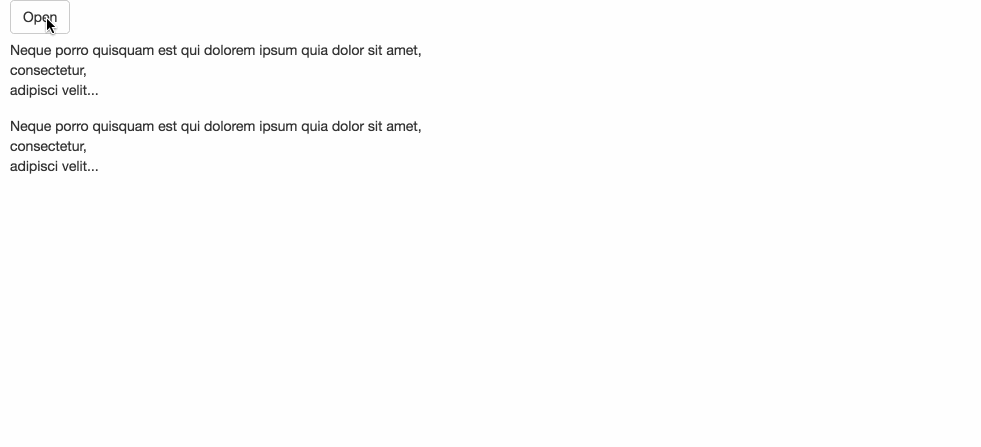 Open
Neque porro quisquam est qui dolorem ipsum quia dolor sit amet,
consectetur,
adipisci velit...
Neque porro quisquam est qui dolorem ipsum quia dolor sit amet,
consectetur,
adipisci velit...